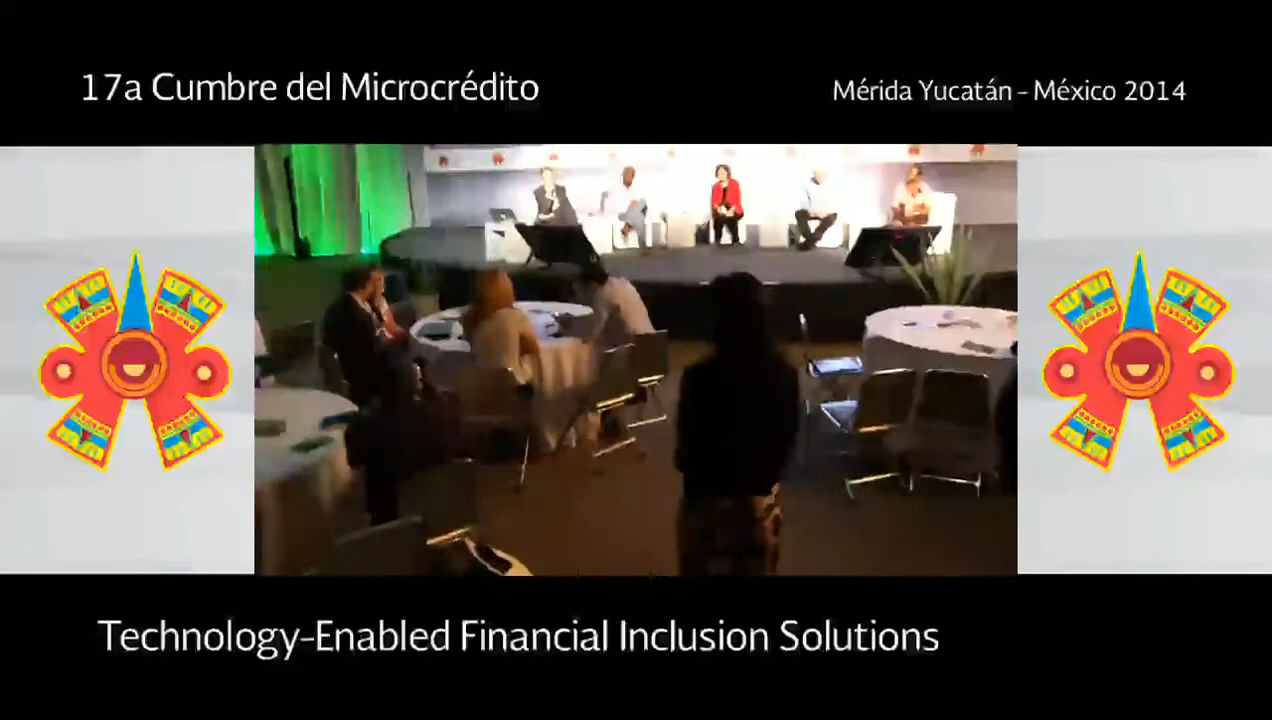 17a Cumbre del Microcrédito
Mérida Yucatán - México 2014
Technology-Enabled Financial Inclusion Solutions